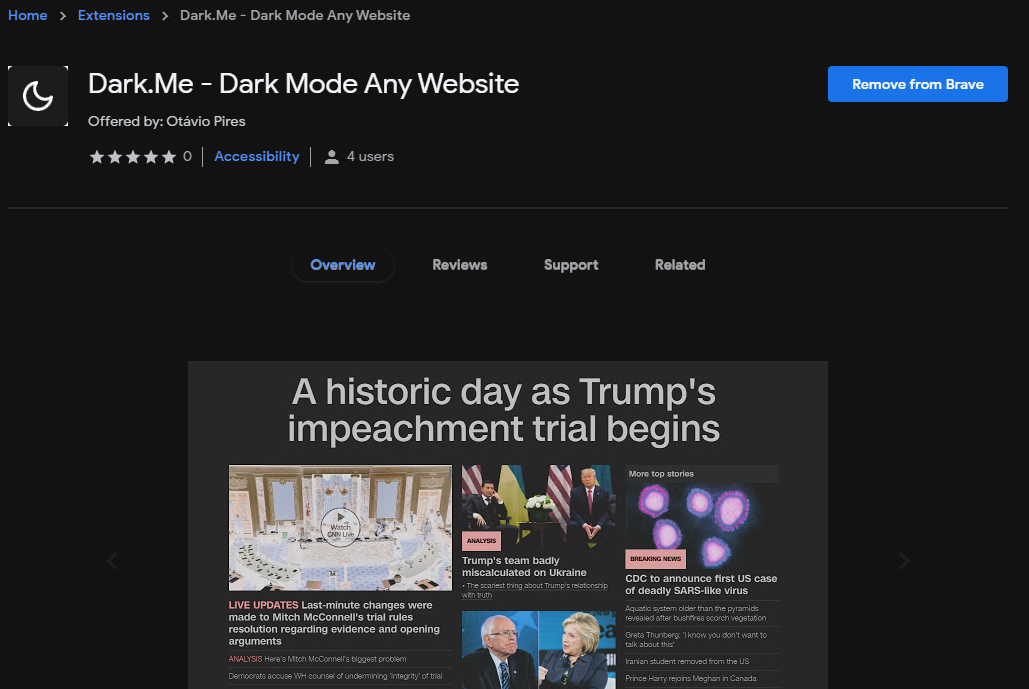 Home > Extensions > Dark.Me - Dark Mode Any Website
Dark.Me - Dark Mode Any Website
Remove from Brave
Offered by: Otávio Pires
0 Accessibility 4 users
Overview Reviews Support Related
A historic day as Trump's
impeachment trial begins
Watch
CNN Live
LIVE UPDATES Last-minute changes were
made to Mitch McConnell's trial rules
resolution regarding evidence and opening
arguments
ANALYSIS Here's Mitch McConnell's biggest problem
Democrats accuse WH counsel of undermining 'integrity' of trial
ANALYSIS
Trump's team badly
miscalculated on Ukraine
• The scariest thing about Trump's relationship
with truth
More top stories
BREAKING NEWS
CDC to announce first US case
of deadly SARS-like virus
Aquatic system older than the pyramids
revealed after bushfires scorch vegetation
Greta Thunberg: 'I know you don't want to
talk about this'
Iranian student removed from the US
Prince Harry rejoins Meghan in Canada